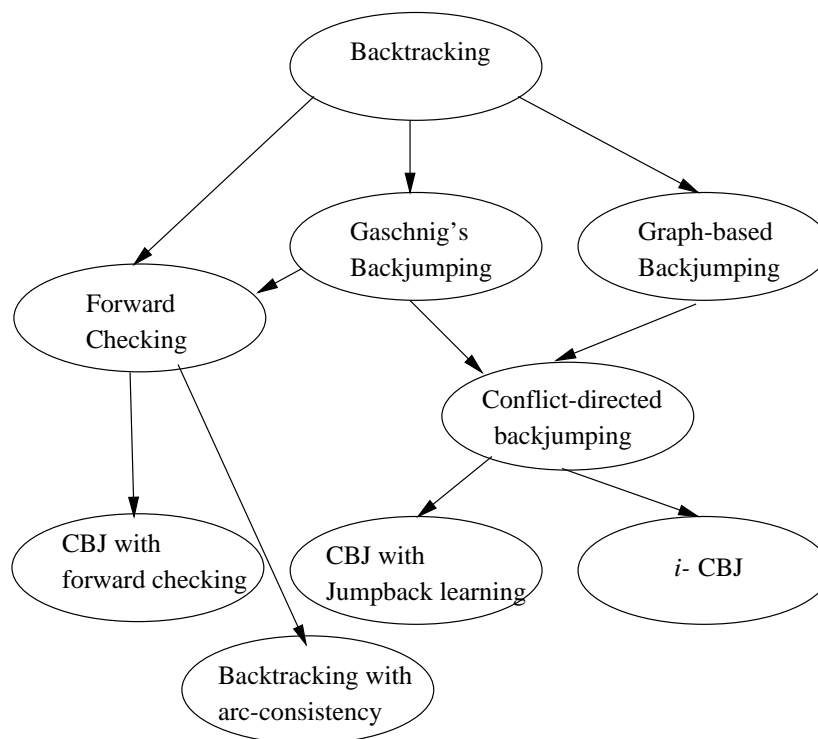 Backtracking
Gaschnig's
Backjumping
Graph-based
Backjumping
Forward
Checking
Conflict-directed
backjumping
CBJ with
forward checking
CBJ with
Jumpback learning
i- CBJ
Backtracking with
arc-consistency